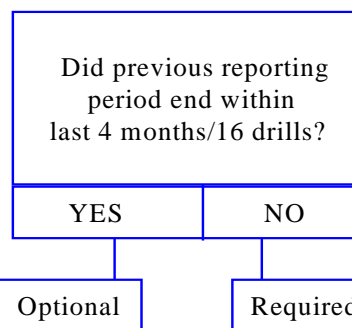 Did previous reporting
period end within
last 4 months/16 drills?
YES NO
Optional Required